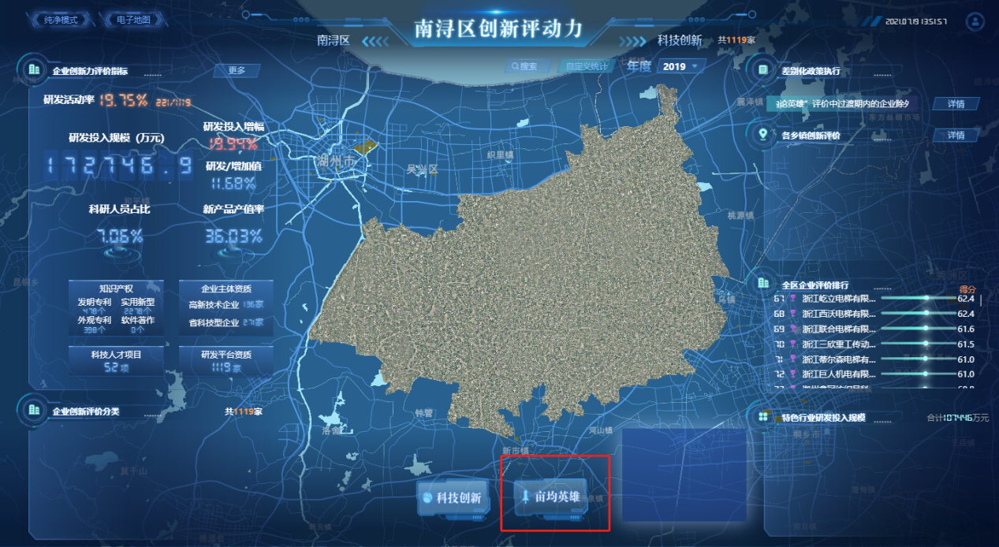 纯净模式
电子地图
南浔区
南浔区创新评动力
科技创新
共1119家
2021.07.19 13:51:57
企业创新力评价指标
更多
搜索
自定义统计
年度
2019
差别化政策执行
研发活动率 19.75% 221/1119
评价中过渡期内的企业除外
详情
各乡镇创新评价
详情
研发投入规模（万元）
172746.9
研发投入增幅
19.94%
研发/增加值
11.68%
科研人员占比
7.06%
新产品产值率
36.03%
湖州市
吴兴区
织里镇
震泽镇
东方丝绸市场
桃源镇
乌镇
知识产权
发明专利
478个
实用新型
2278个
外观专利
398个
软件著作
0个
企业主体资质
高新技术企业 136家
省科技型企业 271家
科技人才项目
52 项
研发平台资质
1119 家
全区企业评价排行
得分
67 浙江屹立电梯有限... 62.4
68 浙江西沃电梯有限... 62.4
69 浙江联合电梯有限... 61.6
70 浙江三欣重工传动... 61.5
71 浙江蒂尔森电梯有... 61.0
72 浙江巨人机电有限... 61.0
企业创新评价分类
共1119家
特色行业研发投入规模
合计107446万元
钟管
洛舍
河山镇
新市镇
桐乡市
莫干山
科技创新
亩均英雄